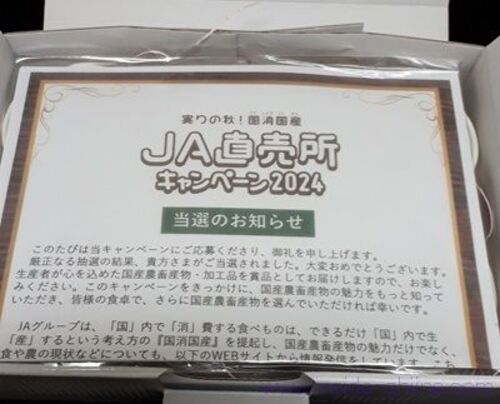 実りの秋！国消国産
JA直売所
キャンペーン2024
当選のお知らせ
このたびは当キャンペーンにご応募くださり、御礼を申し上げます。
厳正なる抽選の結果、貴方さまがご当選されました。大変おめでとうございます。
生産者が心を込めた国産農畜産物・加工品を賞品としてお届けしますので、お楽し
みください。このキャンペーンをきっかけに、国産農畜産物の魅力をもっと知って
いただき、皆様の食卓で、さらに国産農畜産物を選んでいただければ幸いです。
JAグループは、「国」内で「消」費する食べものは、できるだけ「国」内で生
「産」するという考え方の『国消国産』を提起し、国産農畜産物の魅力だけでなく、
食や農の現状などについても、以下のWEBサイトから情報発信をしています。